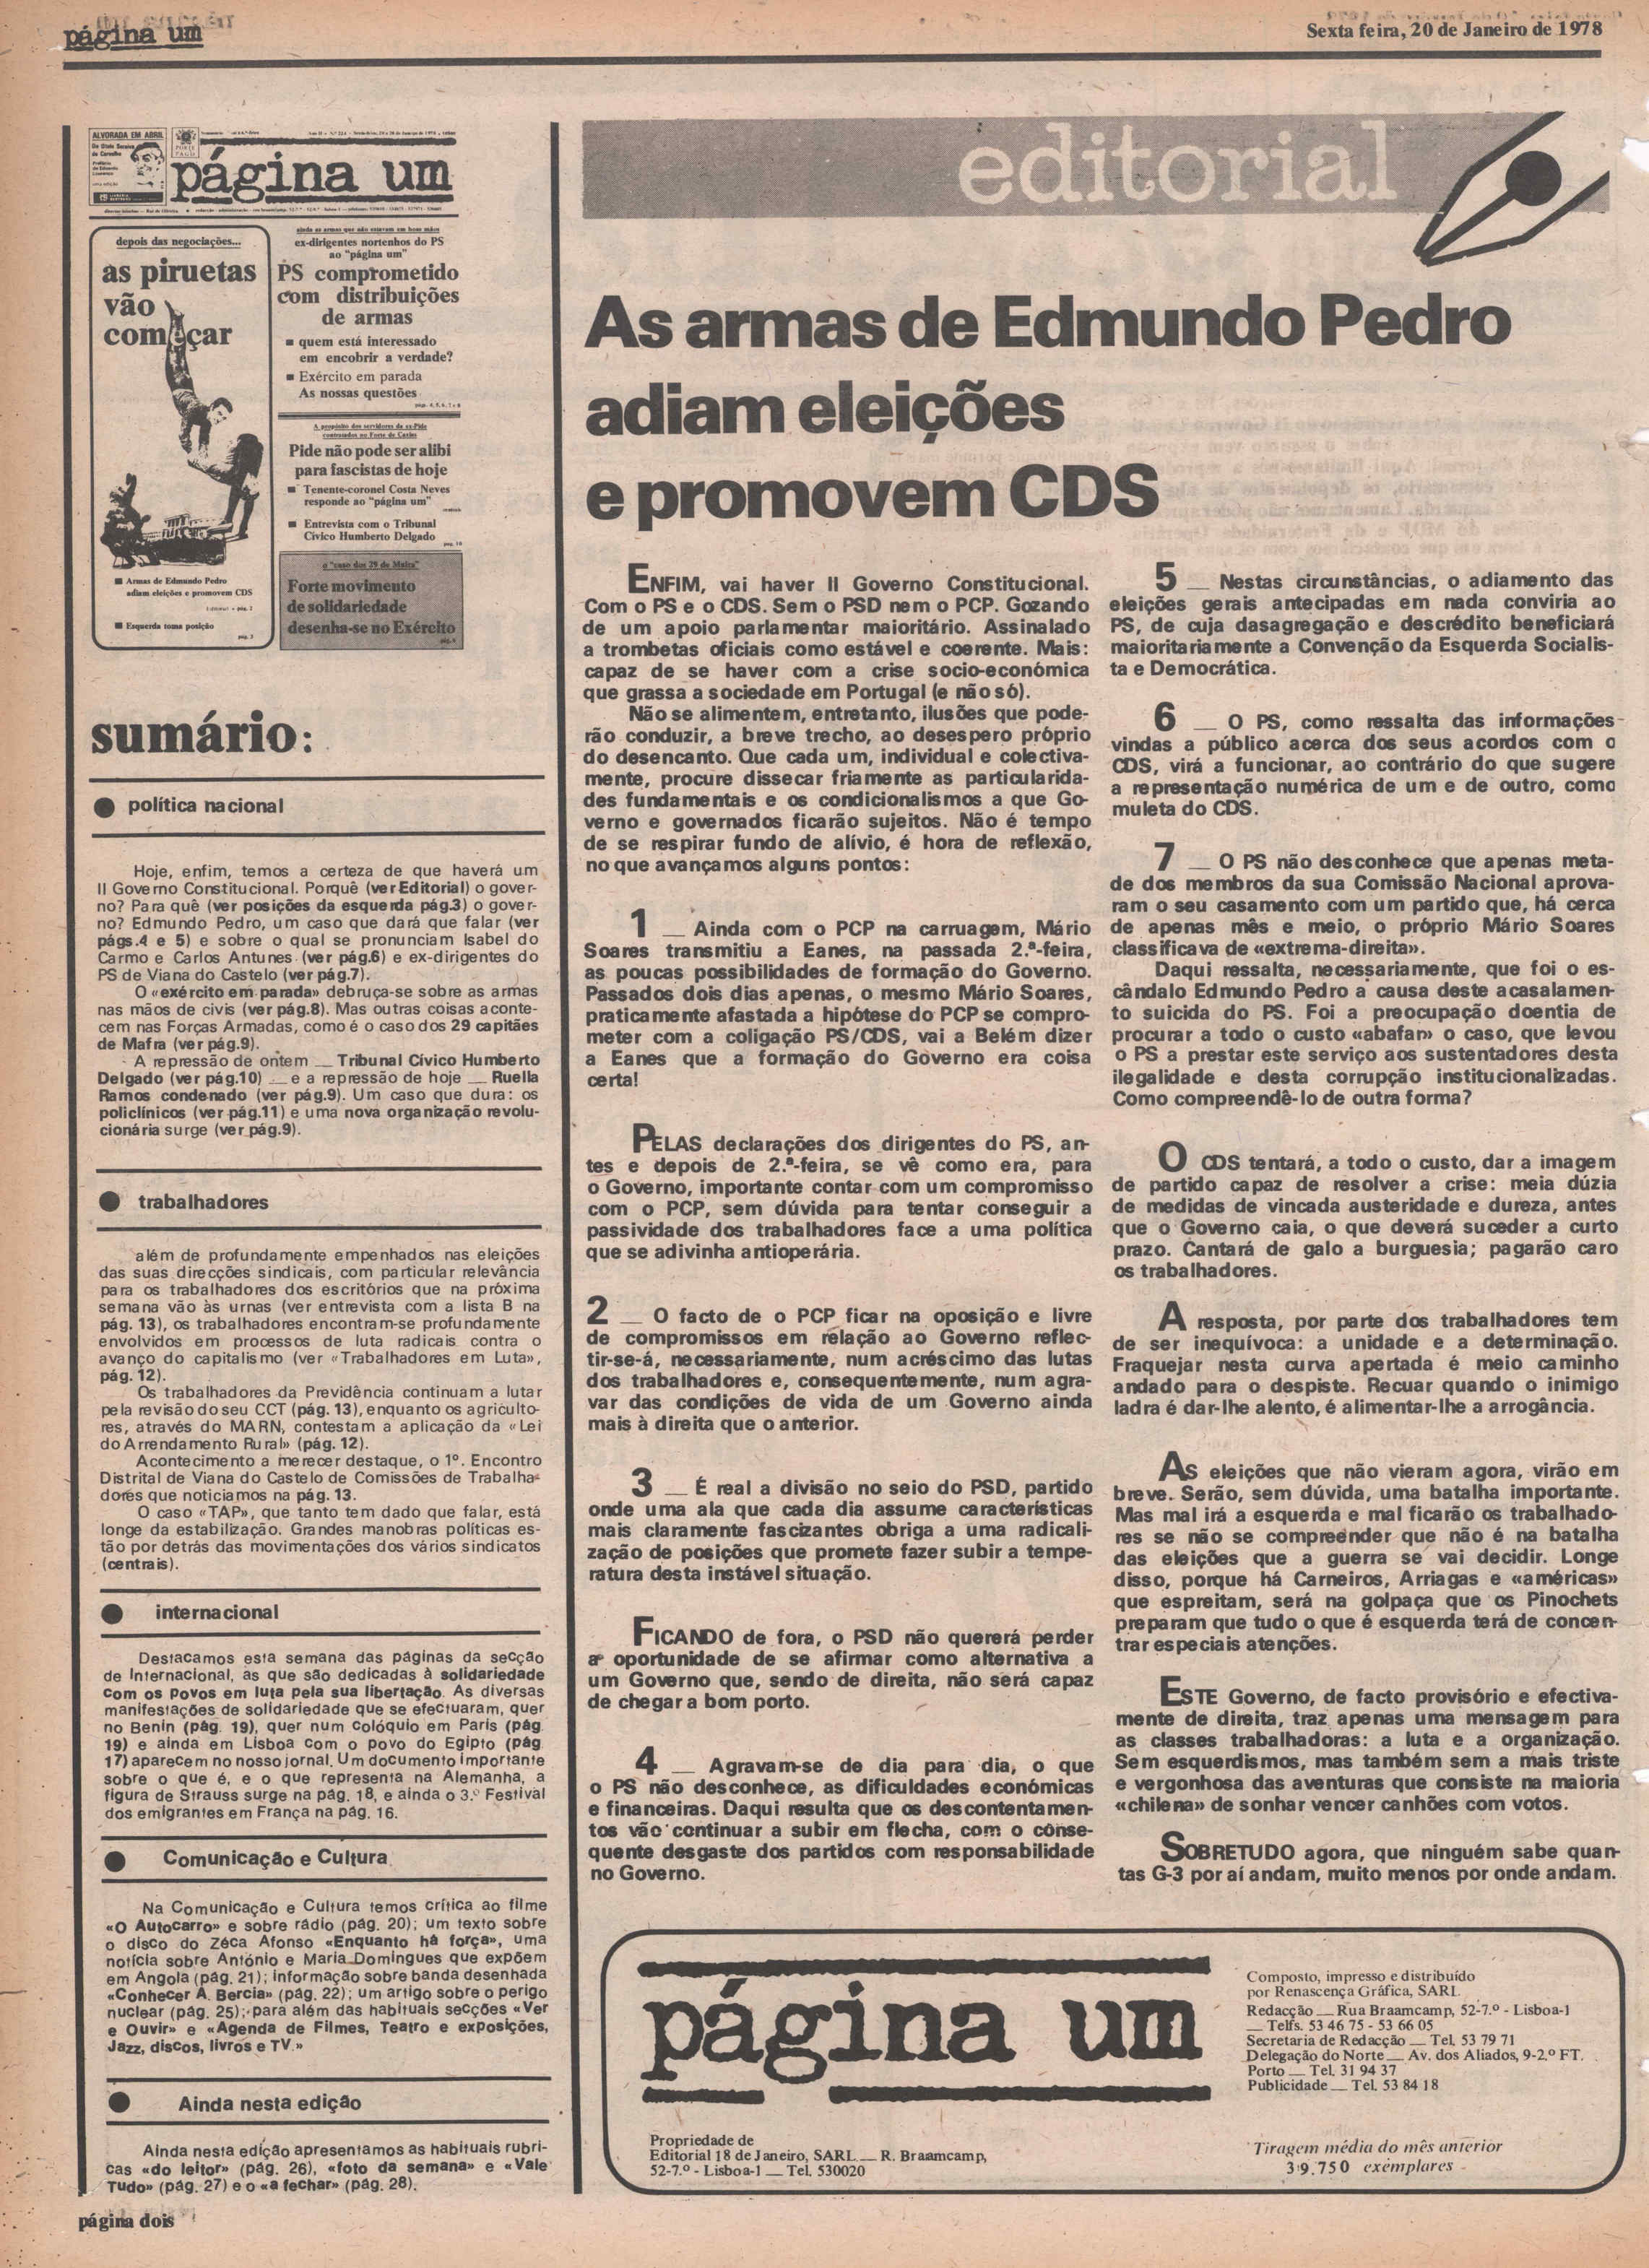 página um
Sexta feira, 20 de Janeiro de 1978
ALVORADA EM ABRIL
De Otelo Saraiva
de Carvalho
página um
depois das negociações...
as piruetas
vão
começar
■ Armas de Edmundo Pedro
adiam eleições e promovem CDS
Editorial - pág. 2
■ Esquerda toma posição
pág. 3
ainda as armas que não estavam em boas mãos
ex-dirigentes nortenhos do PS
ao "página um"
PS comprometido
com distribuições
de armas
■ quem está interessado
em encobrir a verdade?
■ Exército em parada
As nossas questões
pág. 4, 5, 6, 7 e 8
A propósito dos servidores da ex-Pide
contratados no Forte de Caxias
Pide não pode ser alibi
para fascistas de hoje
■ Tenente-coronel Costa Neves
responde ao "página um"
centrais
■ Entrevista com o Tribunal
Cívico Humberto Delgado
pág. 10
o "caso dos 29 de Mafra"
Forte movimento
de solidariedade
desenha-se no Exército
sumário:
● política nacional
Hoje, enfim, temos a certeza de que haverá um
II Governo Constitucional. Porquê (ver Editorial) o gover-
no? Para quê (ver posições da esquerda pág.3) o gover-
no? Edmundo Pedro, um caso que dará que falar (ver
págs.4 e 5) e sobre o qual se pronunciam Isabel do
Carmo e Carlos Antunes (ver pág.6) e ex-dirigentes do
PS de Viana do Castelo (ver pág.7).
O «exército em parada» debruça-se sobre as armas
nas mãos de civis (ver pág.8). Mas outras coisas aconte-
cem nas Forças Armadas, como é o caso dos 29 capitães
de Mafra (ver pág.9).
A repressão de ontem — Tribunal Cívico Humberto
Delgado (ver pág.10) — e a repressão de hoje — Ruella
Ramos condenado (ver pág.9). Um caso que dura: os
policlínicos (ver pág.11) e uma nova organização revolu-
cionária surge (ver pág.9).
● trabalhadores
além de profundamente empenhados nas eleições
das suas direcções sindicais, com particular relevância
para os trabalhadores dos escritórios que na próxima
semana vão às urnas (ver entrevista com a lista B na
pág. 13), os trabalhadores encontram-se profundamente
envolvidos em processos de luta radicais contra o
avanço do capitalismo (ver «Trabalhadores em Luta»,
pág. 12).
Os trabalhadores da Previdência continuam a lutar
pela revisão do seu CCT (pág. 13), enquanto os agriculto-
res, através do MARN, contestam a aplicação da «Lei
do Arrendamento Rural» (pág. 12).
Acontecimento a merecer destaque, o 1º. Encontro
Distrital de Viana do Castelo de Comissões de Trabalha-
dores que noticiamos na pág. 13.
O caso «TAP», que tanto tem dado que falar, está
longe da estabilização. Grandes manobras políticas es-
tão por detrás das movimentações dos vários sindicatos
(centrais).
● internacional
Destacamos esta semana das páginas da secção
de Internacional, as que são dedicadas à solidariedade
com os povos em luta pela sua libertação. As diversas
manifestações de solidariedade que se efectuaram, quer
no Benin (pág. 19), quer num Colóquio em Paris (pág.
19) e ainda em Lisboa com o povo do Egipto (pág.
17) aparecem no nosso jornal. Um documento importante
sobre o que é, e o que representa na Alemanha, a
figura de Strauss surge na pág. 18, e ainda o 3.º Festival
dos emigrantes em França na pág. 16.
● Comunicação e Cultura
Na Comunicação e Cultura temos crítica ao filme
«O Autocarro» e sobre rádio (pág. 20); um texto sobre
o disco do Zéca Afonso «Enquanto há força», uma
notícia sobre António e Maria Domingues que expõem
em Angola (pág. 21); informação sobre banda desenhada
«Conhecer A. Bercia» (pág. 22); um artigo sobre o perigo
nuclear (pág. 25); para além das habituais secções «Ver
e Ouvir» e «Agenda de Filmes, Teatro e exposições,
Jazz, discos, livros e TV.»
● Ainda nesta edição
Ainda nesta edição apresentamos as habituais rubri-
cas «do leitor» (pág. 26), «foto da semana» e «Vale
Tudo» (pág. 27) e o «a fechar» (pág. 28).
página dois
editorial
As armas de Edmundo Pedro
adiam eleições
e promovem CDS
ENFIM, vai haver II Governo Constitucional.
Com o PS e o CDS. Sem o PSD nem o PCP. Gozando
de um apoio parlamentar maioritário. Assinalado
a trombetas oficiais como estável e coerente. Mais:
capaz de se haver com a crise socio-económica
que grassa a sociedade em Portugal (e não só).
Não se alimentem, entretanto, ilusões que pode-
rão conduzir, a breve trecho, ao desespero próprio
do desencanto. Que cada um, individual e colectiva-
mente, procure dissecar friamente as particularida-
des fundamentais e os condicionalismos a que Go-
verno e governados ficarão sujeitos. Não é tempo
de se respirar fundo de alívio, é hora de reflexão,
no que avançamos alguns pontos:
1 — Ainda com o PCP na carruagem, Mário
Soares transmitiu a Eanes, na passada 2.ª-feira,
as poucas possibilidades de formação do Governo.
Passados dois dias apenas, o mesmo Mário Soares,
praticamente afastada a hipótese do PCP se compro-
meter com a coligação PS/CDS, vai a Belém dizer
a Eanes que a formação do Governo era coisa
certa!
PELAS declarações dos dirigentes do PS, an-
tes e depois de 2.ª-feira, se vê como era, para
o Governo, importante contar com um compromisso
com o PCP, sem dúvida para tentar conseguir a
passividade dos trabalhadores face a uma política
que se adivinha antioperária.
2 — O facto de o PCP ficar na oposição e livre
de compromissos em relação ao Governo reflec-
tir-se-á, necessariamente, num acréscimo das lutas
dos trabalhadores e, consequentemente, num agra-
var das condições de vida de um Governo ainda
mais à direita que o anterior.
3 — É real a divisão no seio do PSD, partido
onde uma ala que cada dia assume características
mais claramente fascizantes obriga a uma radicali-
zação de posições que promete fazer subir a tempe-
ratura desta instável situação.
FICANDO de fora, o PSD não quererá perder
a oportunidade de se afirmar como alternativa a
um Governo que, sendo de direita, não será capaz
de chegar a bom porto.
4 — Agravam-se de dia para dia, o que
o PS não desconhece, as dificuldades económicas
e financeiras. Daqui resulta que os descontentamen-
tos vão continuar a subir em flecha, com o conse-
quente desgaste dos partidos com responsabilidade
no Governo.
5 — Nestas circunstâncias, o adiamento das
eleições gerais antecipadas em nada conviria ao
PS, de cuja dasagregação e descrédito beneficiará
maioritariamente a Convenção da Esquerda Socialis-
ta e Democrática.
6 — O PS, como ressalta das informações
vindas a público acerca dos seus acordos com o
CDS, virá a funcionar, ao contrário do que sugere
a representação numérica de um e de outro, como
muleta do CDS.
7 — O PS não desconhece que apenas meta-
de dos membros da sua Comissão Nacional aprova-
ram o seu casamento com um partido que, há cerca
de apenas mês e meio, o próprio Mário Soares
classificava de «extrema-direita».
Daqui ressalta, necessariamente, que foi o es-
cândalo Edmundo Pedro a causa deste acasalamen-
to suicida do PS. Foi a preocupação doentia de
procurar a todo o custo «abafar» o caso, que levou
o PS a prestar este serviço aos sustentadores desta
ilegalidade e desta corrupção institucionalizadas.
Como compreendê-lo de outra forma?
O CDS tentará, a todo o custo, dar a imagem
de partido capaz de resolver a crise: meia dúzia
de medidas de vincada austeridade e dureza, antes
que o Governo caia, o que deverá suceder a curto
prazo. Cantará de galo a burguesia; pagarão caro
os trabalhadores.
A resposta, por parte dos trabalhadores tem
de ser inequívoca: a unidade e a determinação.
Fraquejar nesta curva apertada é meio caminho
andado para o despiste. Recuar quando o inimigo
ladra é dar-lhe alento, é alimentar-lhe a arrogância.
AS eleições que não vieram agora, virão em
breve. Serão, sem dúvida, uma batalha importante.
Mas mal irá a esquerda e mal ficarão os trabalhado-
res se não se compreender que não é na batalha
das eleições que a guerra se vai decidir. Longe
disso, porque há Carneiros, Arriagas e «américas»
que espreitam, será na golpaça que os Pinochets
preparam que tudo o que é esquerda terá de concen-
trar especiais atenções.
ESTE Governo, de facto provisório e efectiva-
mente de direita, traz apenas uma mensagem para
as classes trabalhadoras: a luta e a organização.
Sem esquerdismos, mas também sem a mais triste
e vergonhosa das aventuras que consiste na maioria
«chilena» de sonhar vencer canhões com votos.
SOBRETUDO agora, que ninguém sabe quan-
tas G-3 por aí andam, muito menos por onde andam.
página um
Propriedade de
Editorial 18 de Janeiro, SARL — R. Braamcamp,
52-7.º - Lisboa-1 — Tel. 530020
Composto, impresso e distribuído
por Renascença Gráfica, SARL
Redacção — Rua Braamcamp, 52-7.º - Lisboa-1
— Telfs. 53 46 75 - 53 66 05
Secretaria de Redacção — Tel. 53 79 71
Delegação do Norte — Av. dos Aliados, 9-2.º FT.
Porto — Tel. 31 94 37
Publicidade — Tel. 53 84 18
Tiragem média do mês anterior
39.750 exemplares